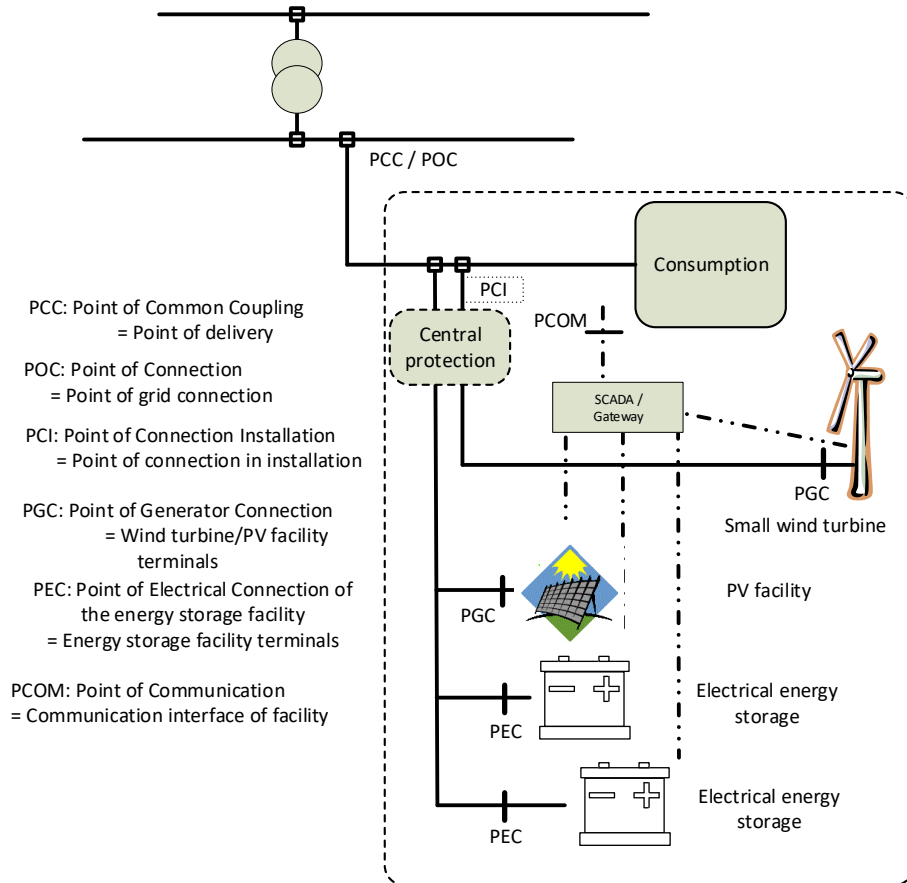 PCC / POC
Consumption
PCI
PCOM
Central
protection
SCADA /
Gateway
PCC: Point of Common Coupling
= Point of delivery
POC: Point of Connection
= Point of grid connection
PCI: Point of Connection Installation
= Point of connection in installation
PGC: Point of Generator Connection
= Wind turbine/PV facility
terminals
PEC: Point of Electrical Connection of
the energy storage facility
= Energy storage facility terminals
PCOM: Point of Communication
= Communication interface of facility
PGC
Small wind turbine
PGC
PV facility
PEC
Electrical energy
storage
PEC
Electrical energy
storage